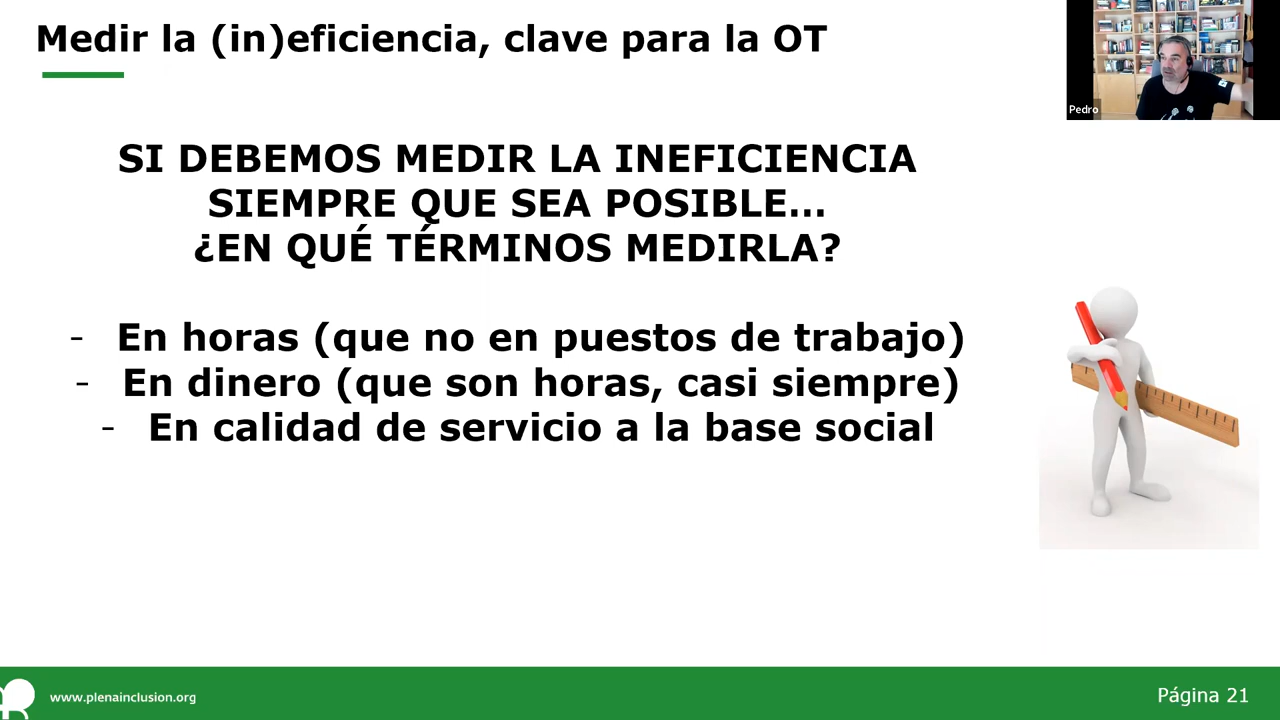 Medir la (in)eficiencia, clave para la OT
Pedro
SI DEBEMOS MEDIR LA INEFICIENCIA
SIEMPRE QUE SEA POSIBLE...
¿EN QUÉ TÉRMINOS MEDIRLA?
- En horas (que no en puestos de trabajo)
- En dinero (que son horas, casi siempre)
- En calidad de servicio a la base social
www.plenainclusion.org
Página 21